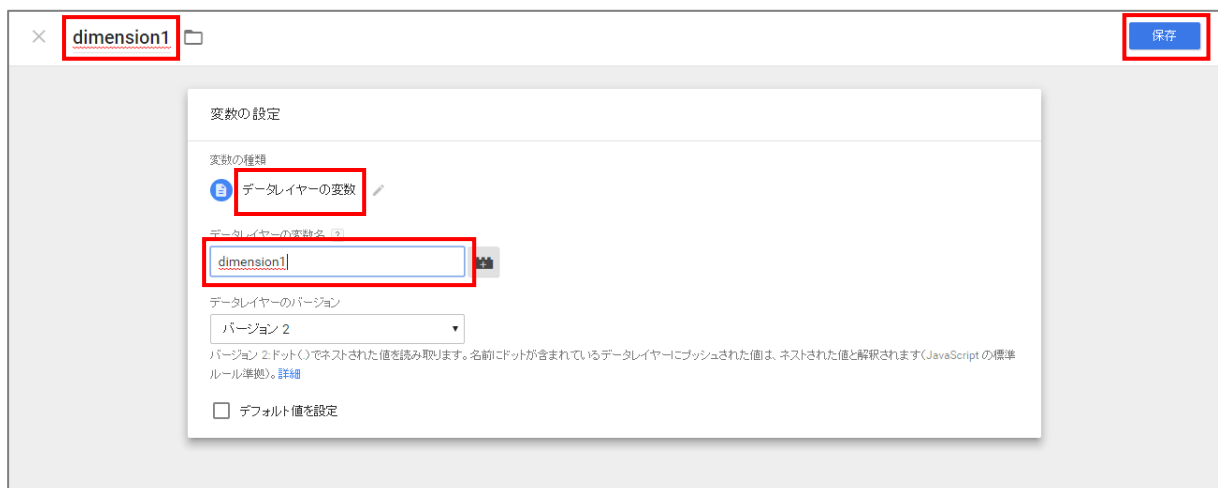 dimension1
保存
変数の設定
変数の種類
データレイヤーの変数
データレイヤーの変数名 ?
dimension1
データレイヤーのバージョン
バージョン 2
バージョン 2:ドット(.)でネストされた値を読み取ります。名前にドットが含まれているデータレイヤーにプッシュされた値は、ネストされた値と解釈されます(JavaScript の標準
ルール準拠)。詳細
デフォルト値を設定